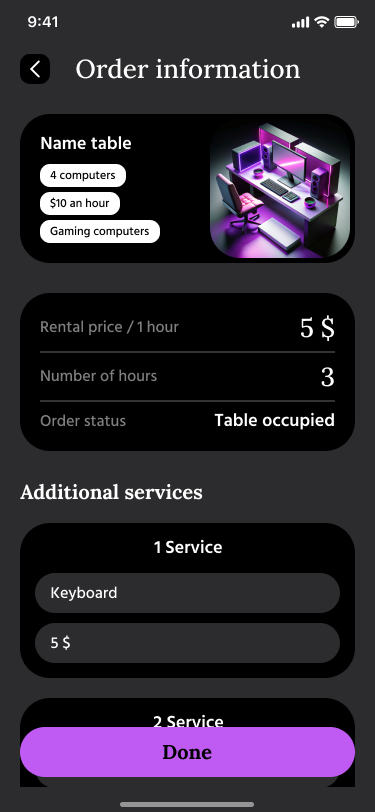 9:41
Order information
Name table
4 computers
$10 an hour
Gaming computers
Rental price / 1 hour
5 $
Number of hours
3
Order status
Table occupied
Additional services
1 Service
Keyboard
5 $
2 Service
Done